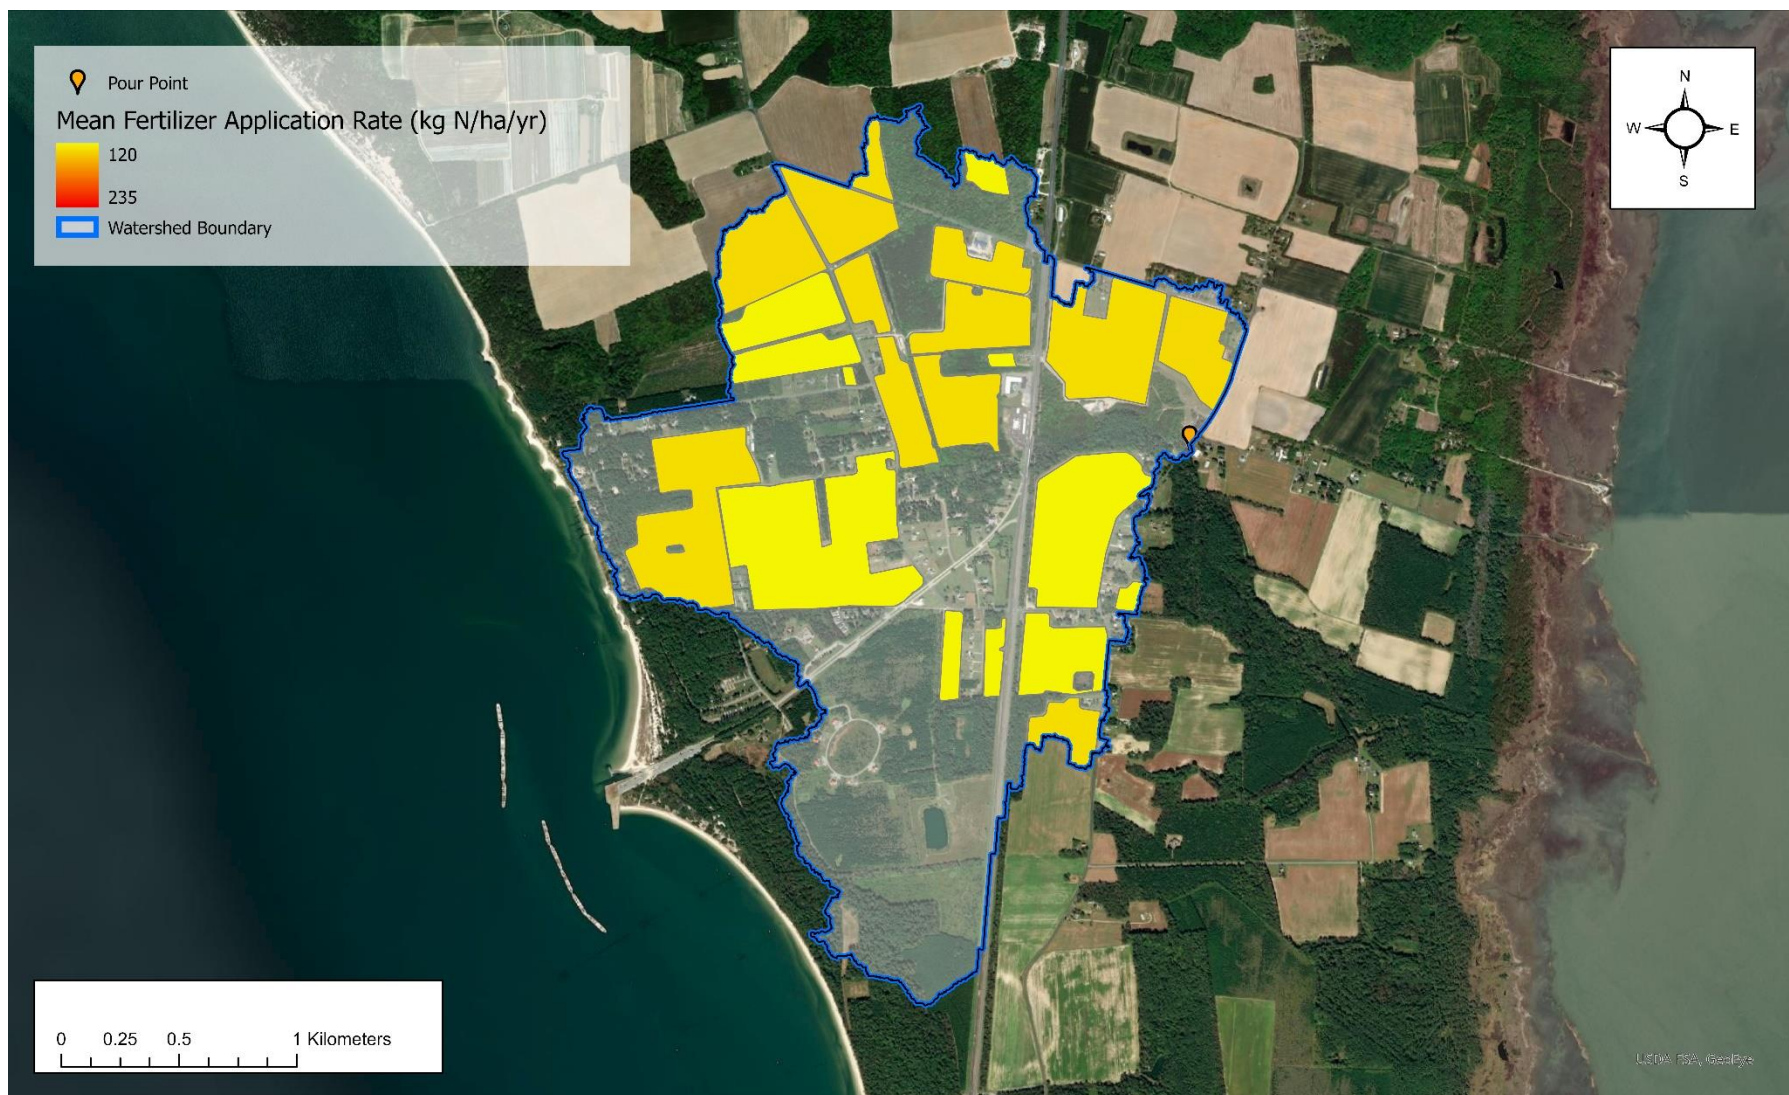 Pour Point
Mean Fertilizer Application Rate (kg N/ha/yr)
120
235
Watershed Boundary
N
W E
S
0 0.25 0.5 1 Kilometers
USDA FSA, GeoEye